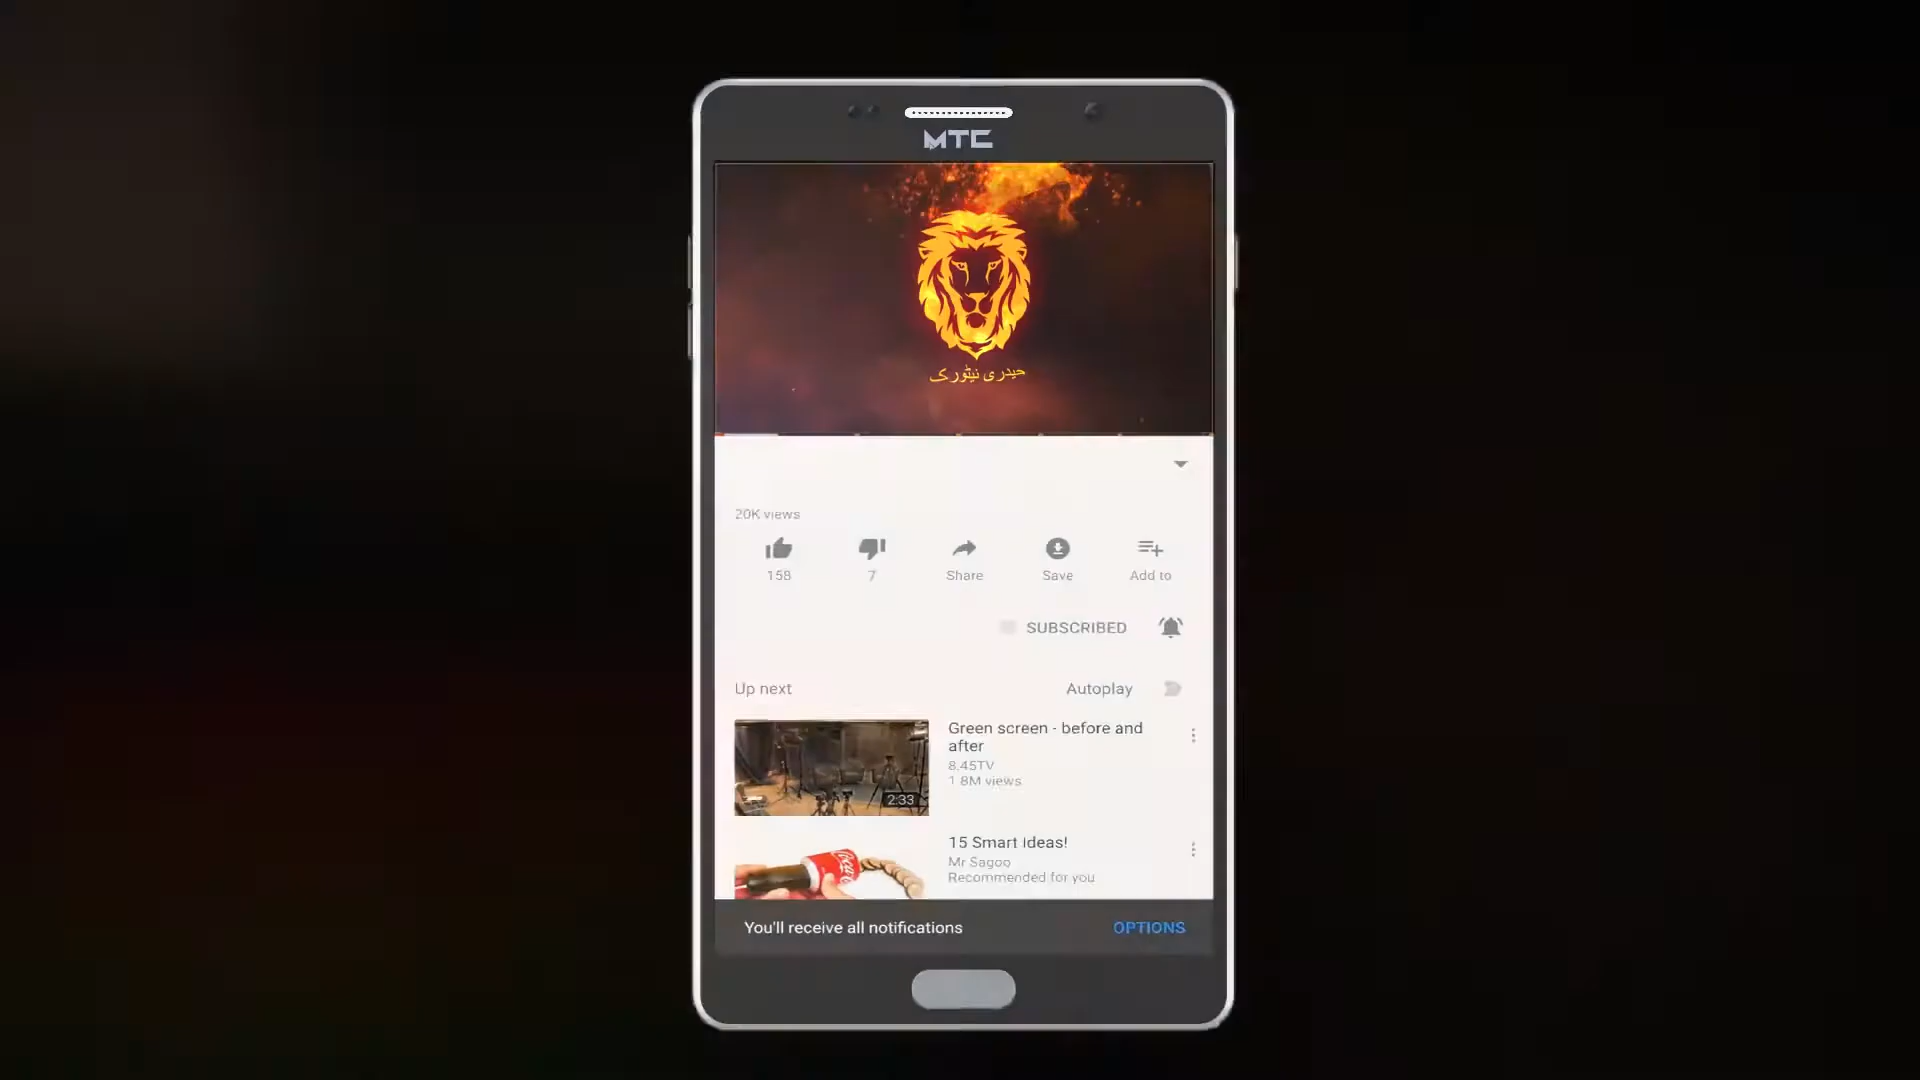 MTC
حیدری نیٹورک
20K views
158
7
Share
Save
Add to
SUBSCRIBED
Up next
Autoplay
Green screen - before and
after
8.45TV
1.8M views
2:33
15 Smart Ideas!
Mr Sagoo
Recommended for you
You'll receive all notifications
OPTIONS